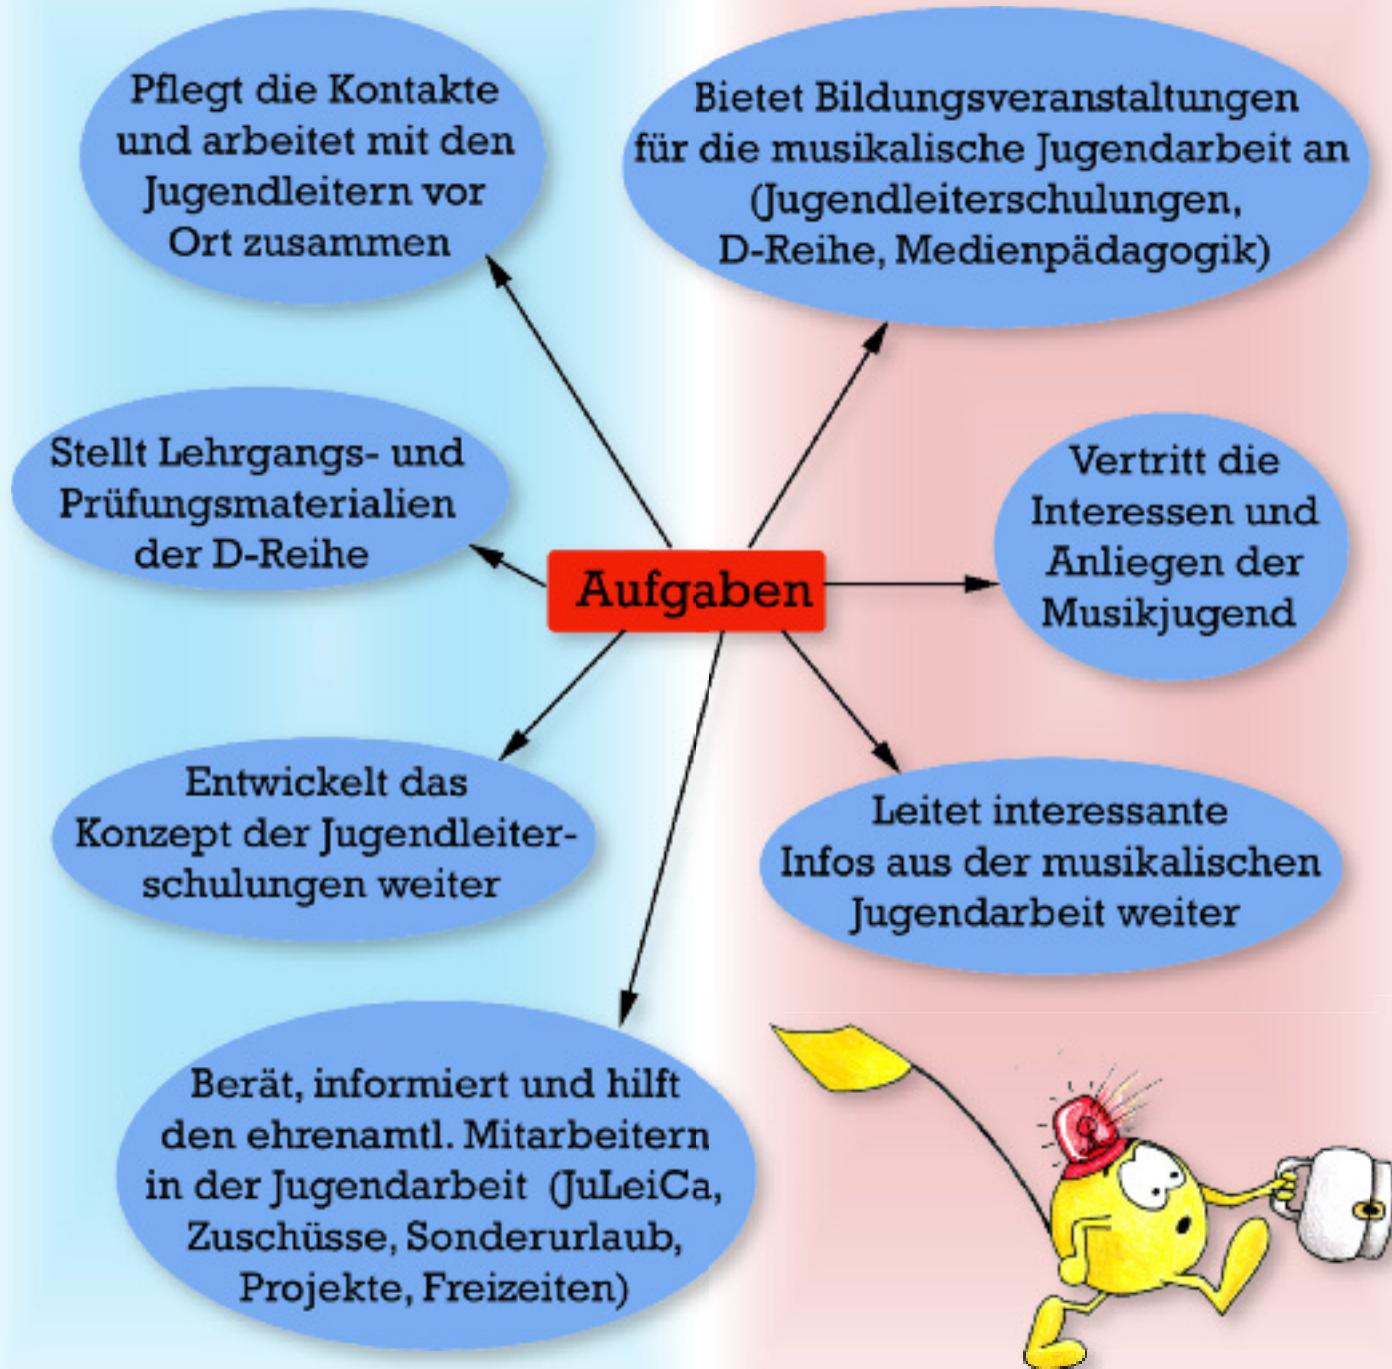 Pflegt die Kontakte
und arbeitet mit den
Jugendleitern vor
Ort zusammen
Bietet Bildungsveranstaltungen
für die musikalische Jugendarbeit an
(Jugendleiterschulungen,
D-Reihe, Medienpädagogik)
Stellt Lehrgangs- und
Prüfungsmaterialien
der D-Reihe
Vertritt die
Interessen und
Anliegen der
Musikjugend
Aufgaben
Entwickelt das
Konzept der Jugendleiter-
schulungen weiter
Leitet interessante
Infos aus der musikalischen
Jugendarbeit weiter
Berät, informiert und hilft
den ehrenamtl. Mitarbeitern
in der Jugendarbeit (JuLeiCa,
Zuschüsse, Sonderurlaub,
Projekte, Freizeiten)